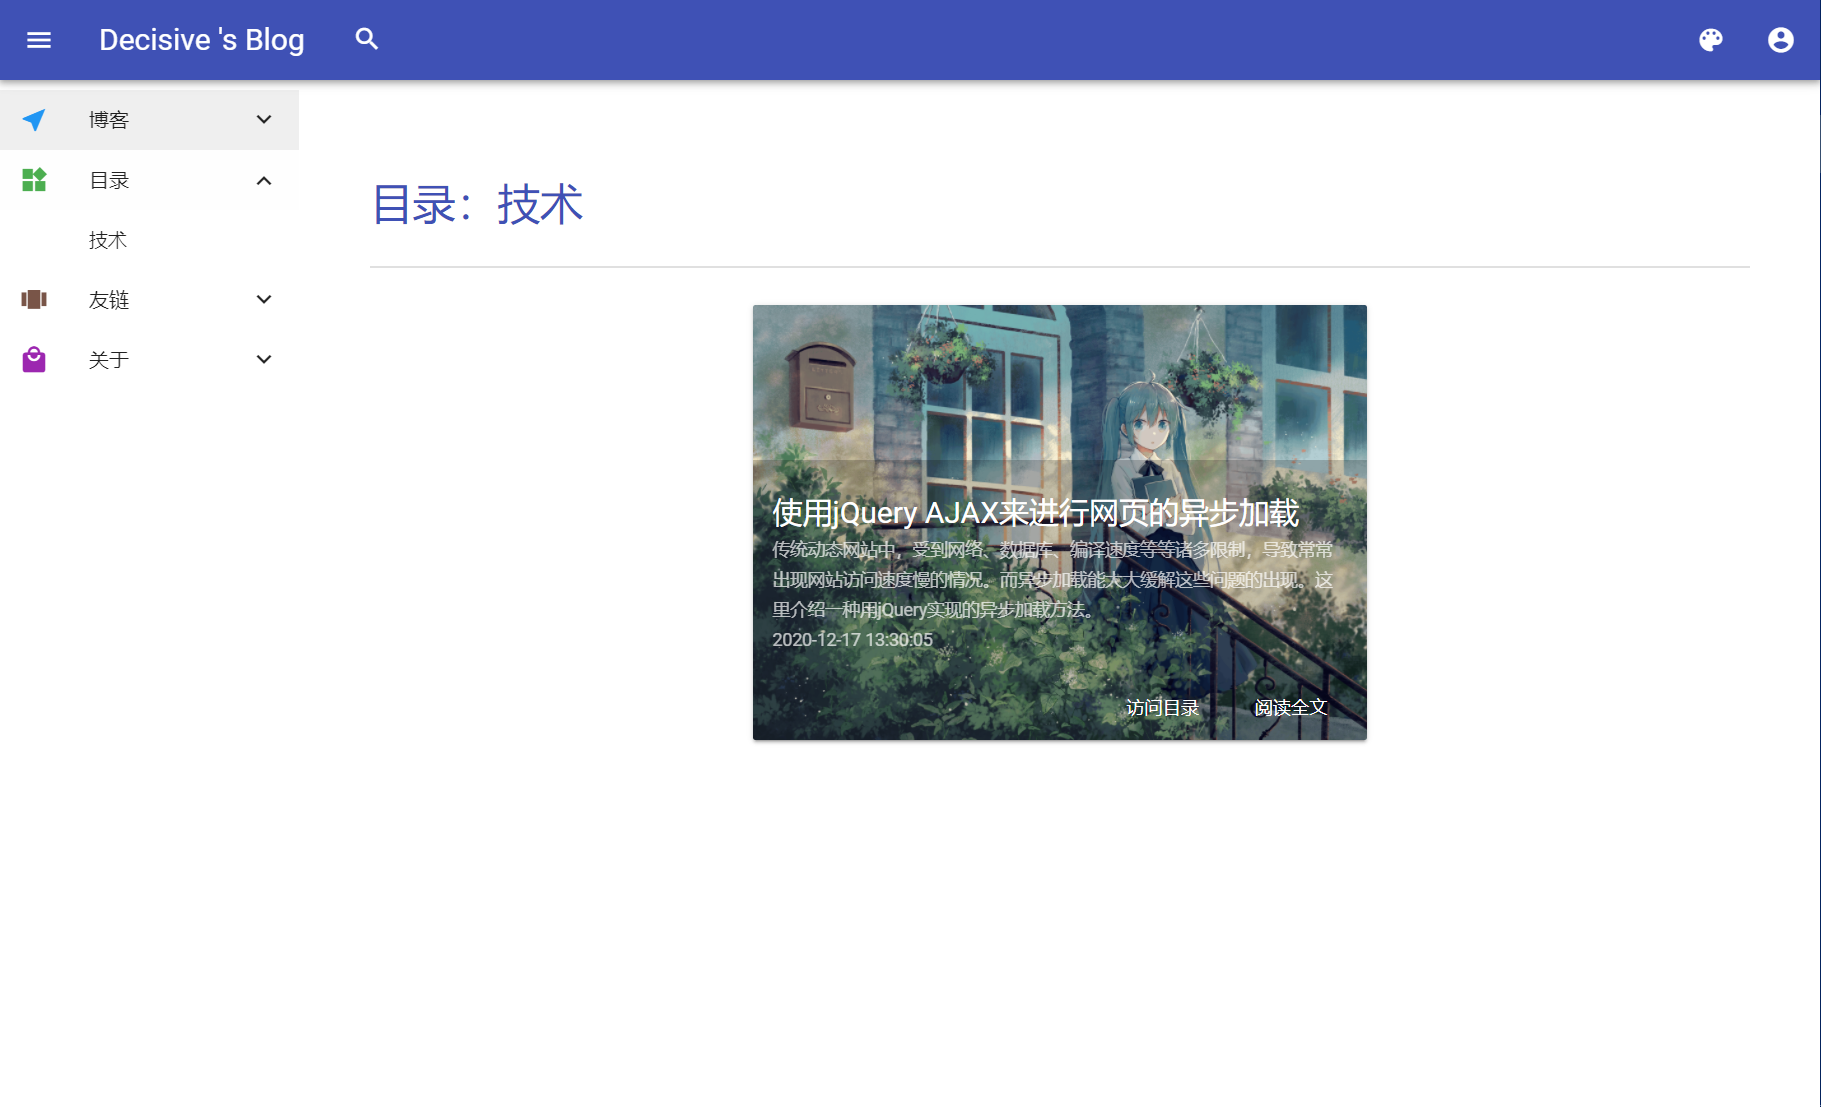 Decisive 's Blog
博客
目录
技术
友链
关于
目录：技术
使用jQuery AJAX来进行网页的异步加载
传统动态网站中，受到网络、数据库、编译速度等等诸多限制，导致常常
出现网站访问速度慢的情况。而异步加载能大大缓解这些问题的出现。这
里介绍一种用jQuery实现的异步加载方法。
2020-12-17 13:30:05
访问目录 阅读全文